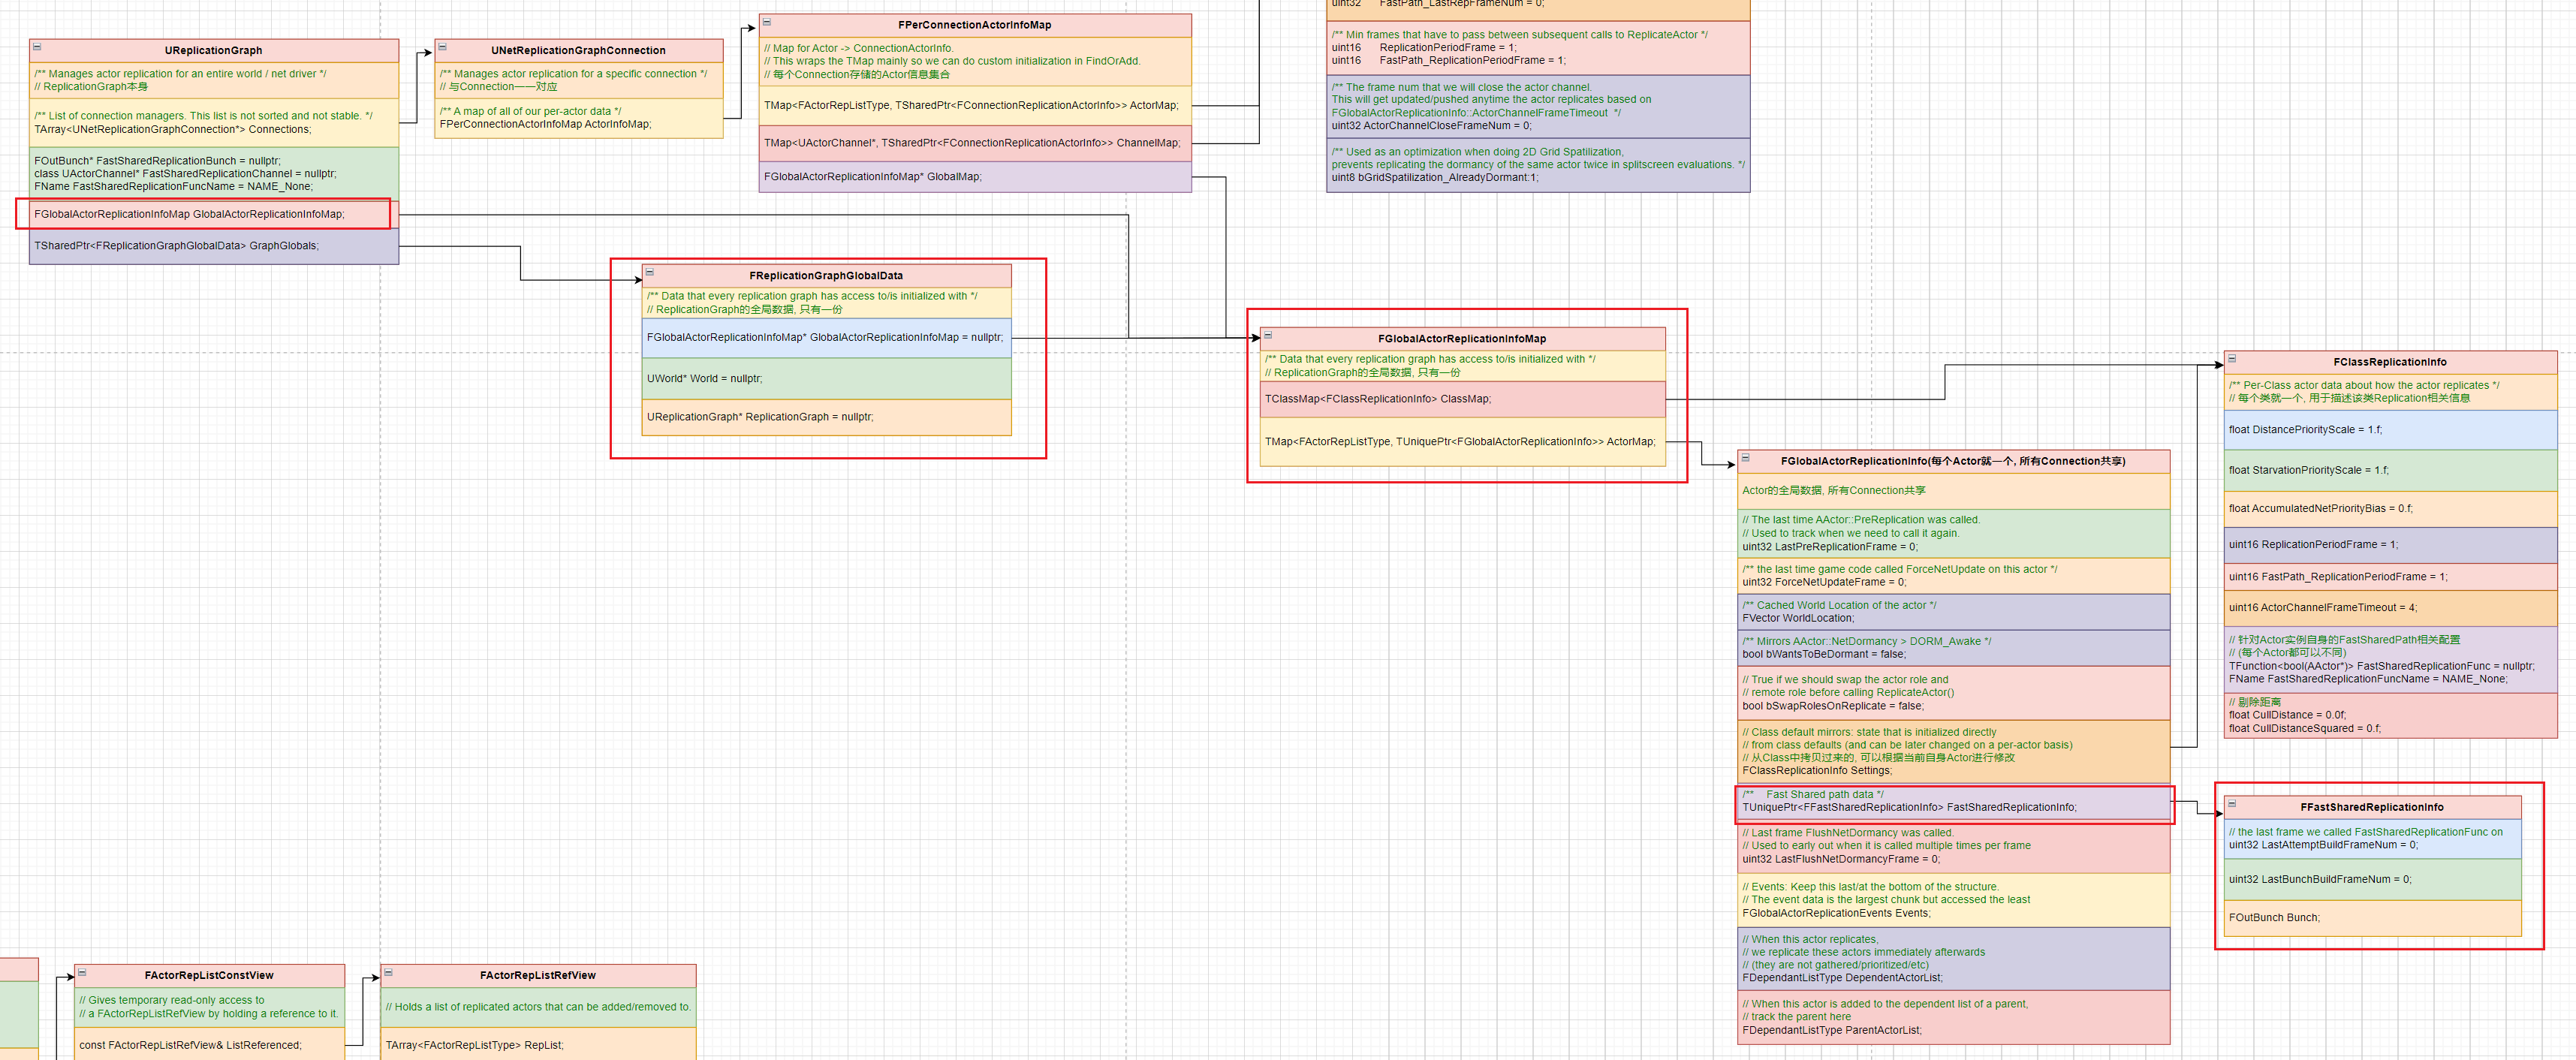 UReplicationGraph
/** Manages actor replication for an entire world / net driver */
// ReplicationGraph本身
/** List of connection managers. This list is not sorted and not stable. */
TArray<UNetReplicationGraphConnection*> Connections;
FOutBunch* FastSharedReplicationBunch = nullptr;
class UActorChannel* FastSharedReplicationChannel = nullptr;
FName FastSharedReplicationFuncName = NAME_None;
FGlobalActorReplicationInfoMap GlobalActorReplicationInfoMap;
TSharedPtr<FReplicationGraphGlobalData> GraphGlobals;
UNetReplicationGraphConnection
/** Manages actor replication for a specific connection */
// 与Connection一一对应
/** A map of all of our per-actor data */
FPerConnectionActorInfoMap ActorInfoMap;
FPerConnectionActorInfoMap
// Map for Actor -> ConnectionActorInfo.
// This wraps the TMap mainly so we can do custom initialization in FindOrAdd.
// 每个Connection存储的Actor信息集合
TMap<FActorRepListType, TSharedPtr<FConnectionReplicationActorInfo>> ActorMap;
TMap<UActorChannel*, TSharedPtr<FConnectionReplicationActorInfo>> ChannelMap;
FGlobalActorReplicationInfoMap* GlobalMap;
uint32 FastPath_LastRepFrameNum = 0;
/** Min frames that have to pass between subsequent calls to ReplicateActor */
uint16 ReplicationPeriodFrame = 1;
uint16 FastPath_ReplicationPeriodFrame = 1;
/** The frame num that we will close the actor channel.
This will get updated/pushed anytime the actor replicates based on
FGlobalActorReplicationInfo::ActorChannelFrameTimeout */
uint32 ActorChannelCloseFrameNum = 0;
/** Used as an optimization when doing 2D Grid Spatilization,
prevents replicating the dormancy of the same actor twice in splitscreen evaluations. */
uint8 bGridSpatilization_AlreadyDormant:1;
FReplicationGraphGlobalData
/** Data that every replication graph has access to/is initialized with */
// ReplicationGraph的全局数据, 只有一份
FGlobalActorReplicationInfoMap* GlobalActorReplicationInfoMap = nullptr;
UWorld* World = nullptr;
UReplicationGraph* ReplicationGraph = nullptr;
FGlobalActorReplicationInfoMap
/** Data that every replication graph has access to/is initialized with */
// ReplicationGraph的全局数据, 只有一份
TClassMap<FClassReplicationInfo> ClassMap;
TMap<FActorRepListType, TUniquePtr<FGlobalActorReplicationInfo>> ActorMap;
FGlobalActorReplicationInfo(每个Actor就一个, 所有Connection共享)
Actor的全局数据, 所有Connection共享
// The last time AActor::PreReplication was called.
// Used to track when we need to call it again.
uint32 LastPreReplicationFrame = 0;
/** the last time game code called ForceNetUpdate on this actor */
uint32 ForceNetUpdateFrame = 0;
/** Cached World Location of the actor */
FVector WorldLocation;
/** Mirrors AActor::NetDormancy > DORM_Awake */
bool bWantsToBeDormant = false;
// True if we should swap the actor role and
// remote role before calling ReplicateActor()
bool bSwapRolesOnReplicate = false;
// Class default mirrors: state that is initialized directly
// from class defaults (and can be later changed on a per-actor basis)
// 从Class中拷贝过来的, 可以根据当前自身Actor进行修改
FClassReplicationInfo Settings;
/** Fast Shared path data */
TUniquePtr<FFastSharedReplicationInfo> FastSharedReplicationInfo;
// Last frame FlushNetDormancy was called.
// Used to early out when it is called multiple times per frame
uint32 LastFlushNetDormancyFrame = 0;
// Events: Keep this last/at the bottom of the structure.
// The event data is the largest chunk but accessed the least
FGlobalActorReplicationEvents Events;
// When this actor replicates,
// we replicate these actors immediately afterwards
// (they are not gathered/prioritized/etc)
FDependantListType DependentActorList;
// When this actor is added to the dependent list of a parent,
// track the parent here
FDependantListType ParentActorList;
FClassReplicationInfo
/** Per-Class actor data about how the actor replicates */
// 每个类就一个, 用于描述该类Replication相关信息
float DistancePriorityScale = 1.f;
float StarvationPriorityScale = 1.f;
float AccumulatedNetPriorityBias = 0.f;
uint16 ReplicationPeriodFrame = 1;
uint16 FastPath_ReplicationPeriodFrame = 1;
uint16 ActorChannelFrameTimeout = 4;
// 针对Actor实例自身的FastSharedPath相关配置
// (每个Actor都可以不同)
TFunction<bool(AActor*)> FastSharedReplicationFunc = nullptr;
FName FastSharedReplicationFuncName = NAME_None;
// 剔除距离
float CullDistance = 0.0f;
float CullDistanceSquared = 0.f;
FFastSharedReplicationInfo
// the last frame we called FastSharedReplicationFunc on
uint32 LastAttemptBuildFrameNum = 0;
uint32 LastBunchBuildFrameNum = 0;
FOutBunch Bunch;
FActorRepListConstView
// Gives temporary read-only access to
// a FActorRepListRefView by holding a reference to it.
const FActorRepListRefView& ListReferenced;
FActorRepListRefView
// Holds a list of replicated actors that can be added/removed to.
TArray<FActorRepListType> RepList;